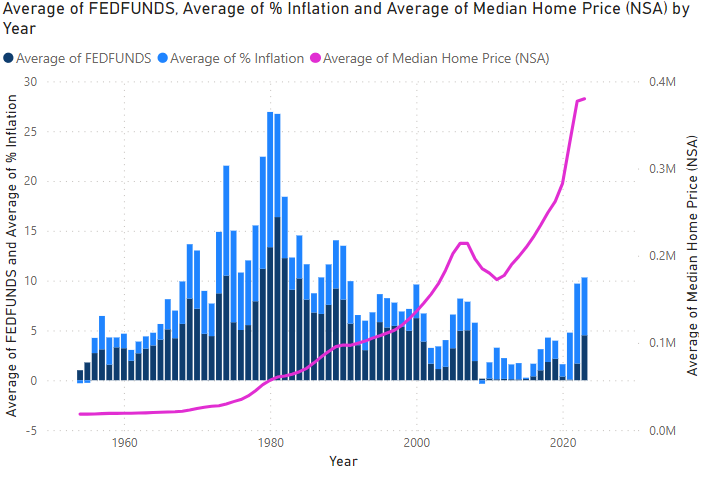 Average of FEDFUNDS, Average of % Inflation and Average of Median Home Price (NSA) by
Year
Average of FEDFUNDS Average of % Inflation Average of Median Home Price (NSA)
Average of FEDFUNDS and Average of % Inflation
30
25
20
15
10
5
0
-5
0.4M
0.3M
0.2M
0.1M
0.0M
Average of Median Home Price (NSA)
1960 1980 2000 2020
Year